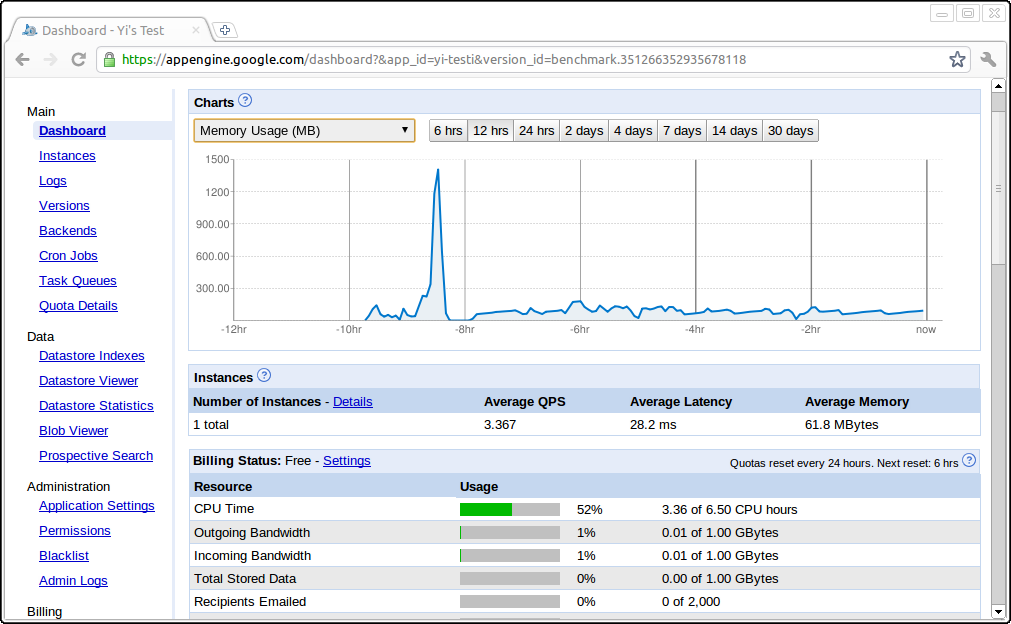 Dashboard - Yi's Test
https://appengine.google.com/dashboard?&app_id=yi-testi&version_id=benchmark.351266352935678118
Main
Dashboard
Instances
Logs
Versions
Backends
Cron Jobs
Task Queues
Quota Details
Data
Datastore Indexes
Datastore Viewer
Datastore Statistics
Blob Viewer
Prospective Search
Administration
Application Settings
Permissions
Blacklist
Admin Logs
Billing
Charts ?
Memory Usage (MB) 6 hrs 12 hrs 24 hrs 2 days 4 days 7 days 14 days 30 days
1500
1200
900.00
600.00
300.00
-12hr -10hr -8hr -6hr -4hr -2hr now
Instances ?
Number of Instances - Details Average QPS Average Latency Average Memory
1 total 3.367 28.2 ms 61.8 MBytes
Billing Status: Free - Settings Quotas reset every 24 hours. Next reset: 6 hrs ?
Resource Usage
CPU Time 52% 3.36 of 6.50 CPU hours
Outgoing Bandwidth 1% 0.01 of 1.00 GBytes
Incoming Bandwidth 1% 0.01 of 1.00 GBytes
Total Stored Data 0% 0.00 of 1.00 GBytes
Recipients Emailed 0% 0 of 2,000